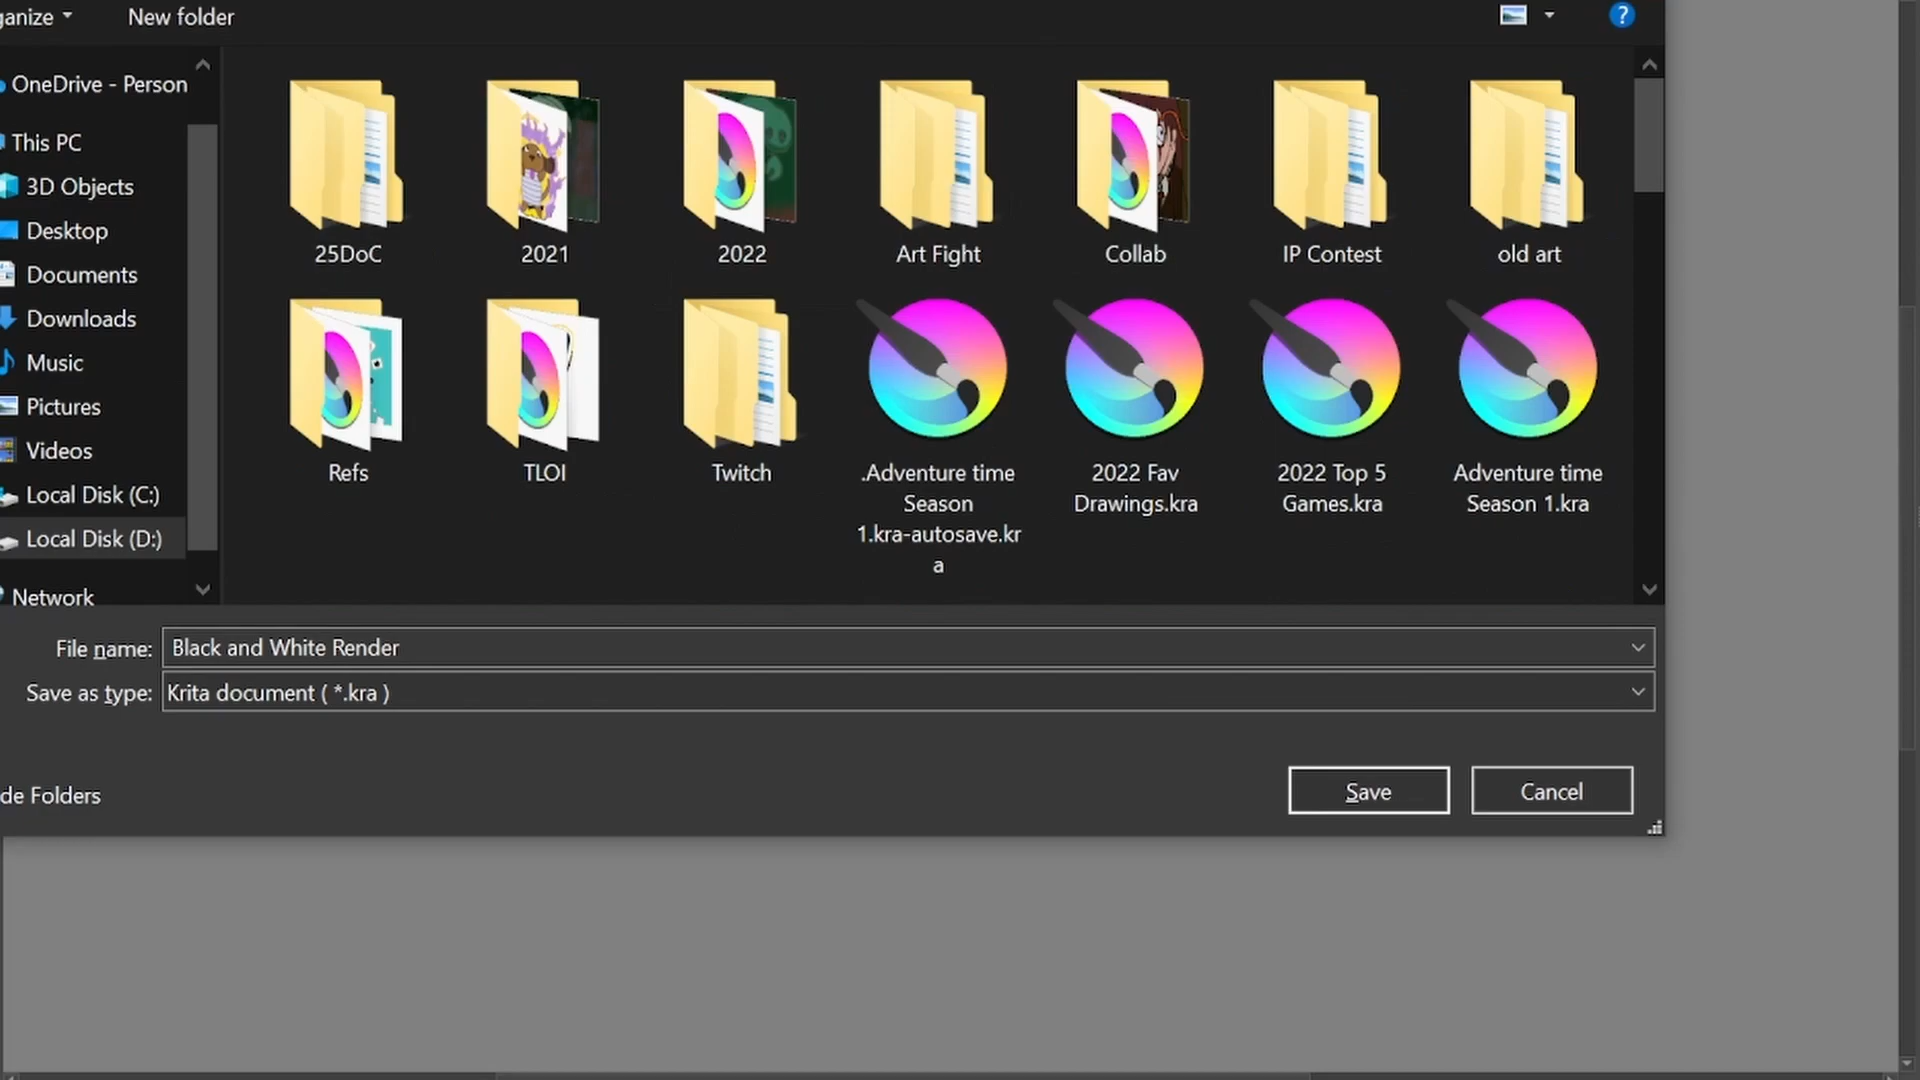 ganize
New folder
?
OneDrive - Person
This PC
3D Objects
Desktop
Documents
Downloads
Music
Pictures
Videos
Local Disk (C:)
Local Disk (D:)
Network
25DoC
2021
2022
Art Fight
Collab
IP Contest
old art
Refs
TLOI
Twitch
.Adventure time
Season
1.kra-autosave.kr
a
2022 Fav
Drawings.kra
2022 Top 5
Games.kra
Adventure time
Season 1.kra
File name:
Black and White Render
Save as type:
Krita document ( *.kra )
de Folders
Save
Cancel